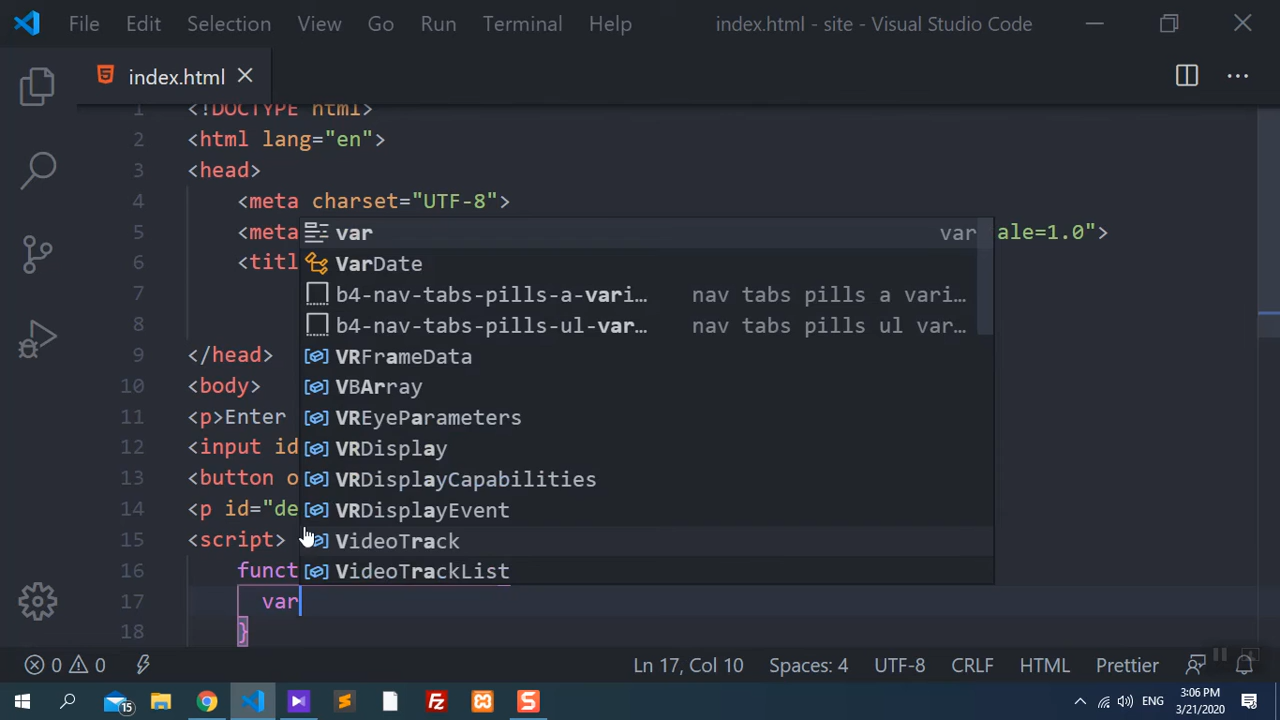 File Edit Selection View Go Run Terminal Help index.html - site - Visual Studio Code
index.html
1 <!DOCTYPE html>
2 <html lang="en">
3 <head>
4 <meta charset="UTF-8">
5 <meta ale=1.0">
6 <titl
7
8
9 </head>
10 <body>
11 <p>Enter
12 <input id
13 <button o
14 <p id="de
15 <script>
16 funct
17 var
18 }
var var
VarDate
b4-nav-tabs-pills-a-vari… nav tabs pills a vari…
b4-nav-tabs-pills-ul-var… nav tabs pills ul var…
VRFrameData
VBArray
VREyeParameters
VRDisplay
VRDisplayCapabilities
VRDisplayEvent
VideoTrack
VideoTrackList
0 0 Ln 17, Col 10 Spaces: 4 UTF-8 CRLF HTML Prettier
15 ENG 3:06 PM
3/21/2020